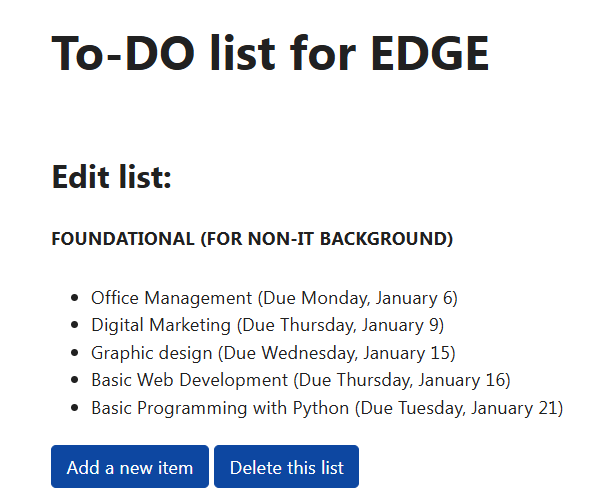 To-DO list for EDGE
Edit list:
FOUNDATIONAL (FOR NON-IT BACKGROUND)
Office Management (Due Monday, January 6)
Digital Marketing (Due Thursday, January 9)
Graphic design (Due Wednesday, January 15)
Basic Web Development (Due Thursday, January 16)
Basic Programming with Python (Due Tuesday, January 21)
Add a new item Delete this list